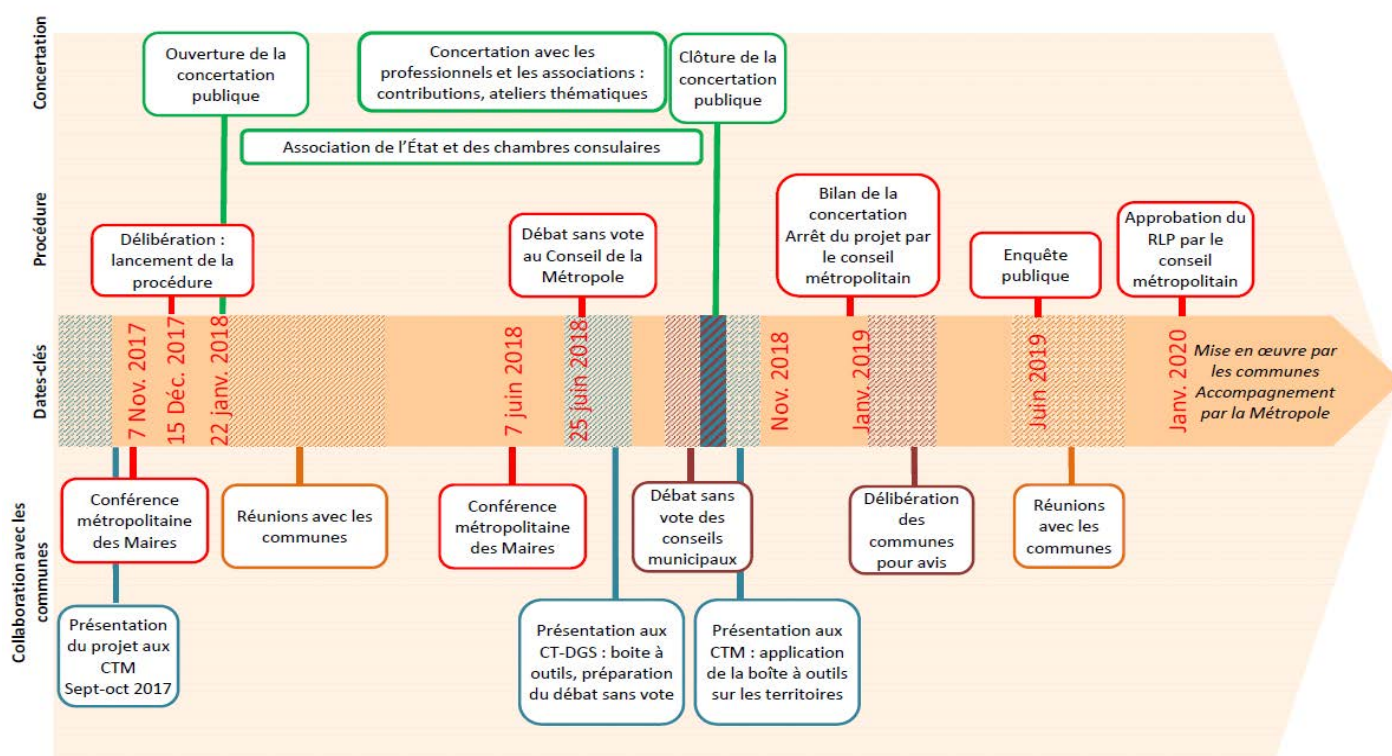 Concertation
Ouverture de la
concertation
publique
Concertation avec les
professionnels et les associations :
contributions, ateliers thématiques
Clôture de la
concertation
publique
Association de l’État et des chambres consulaires
Procédure
Délibération :
lancement de la
procédure
Débat sans vote
au Conseil de la
Métropole
Bilan de la
concertation
Arrêt du projet par
le conseil
métropolitain
Enquête
publique
Approbation du
RLP par le
conseil
métropolitain
Dates-clés
7 Nov. 2017
15 Déc. 2017
22 janv. 2018
7 juin 2018
25 juin 2018
Nov. 2018
Janv. 2019
Juin 2019
Janv. 2020
Mise en œuvre par
les communes
Accompagnement
par la Métropole
Collaboration avec les
communes
Conférence
métropolitaine
des Maires
Réunions avec les
communes
Conférence
métropolitaine
des Maires
Débat sans
vote des
conseils
municipaux
Délibération
des
communes
pour avis
Réunions
avec les
communes
Présentation
du projet aux
CTM
Sept-oct 2017
Présentation aux
CT-DGS : boite à
outils, préparation
du débat sans vote
Présentation aux
CTM : application
de la boîte à outils
sur les territoires